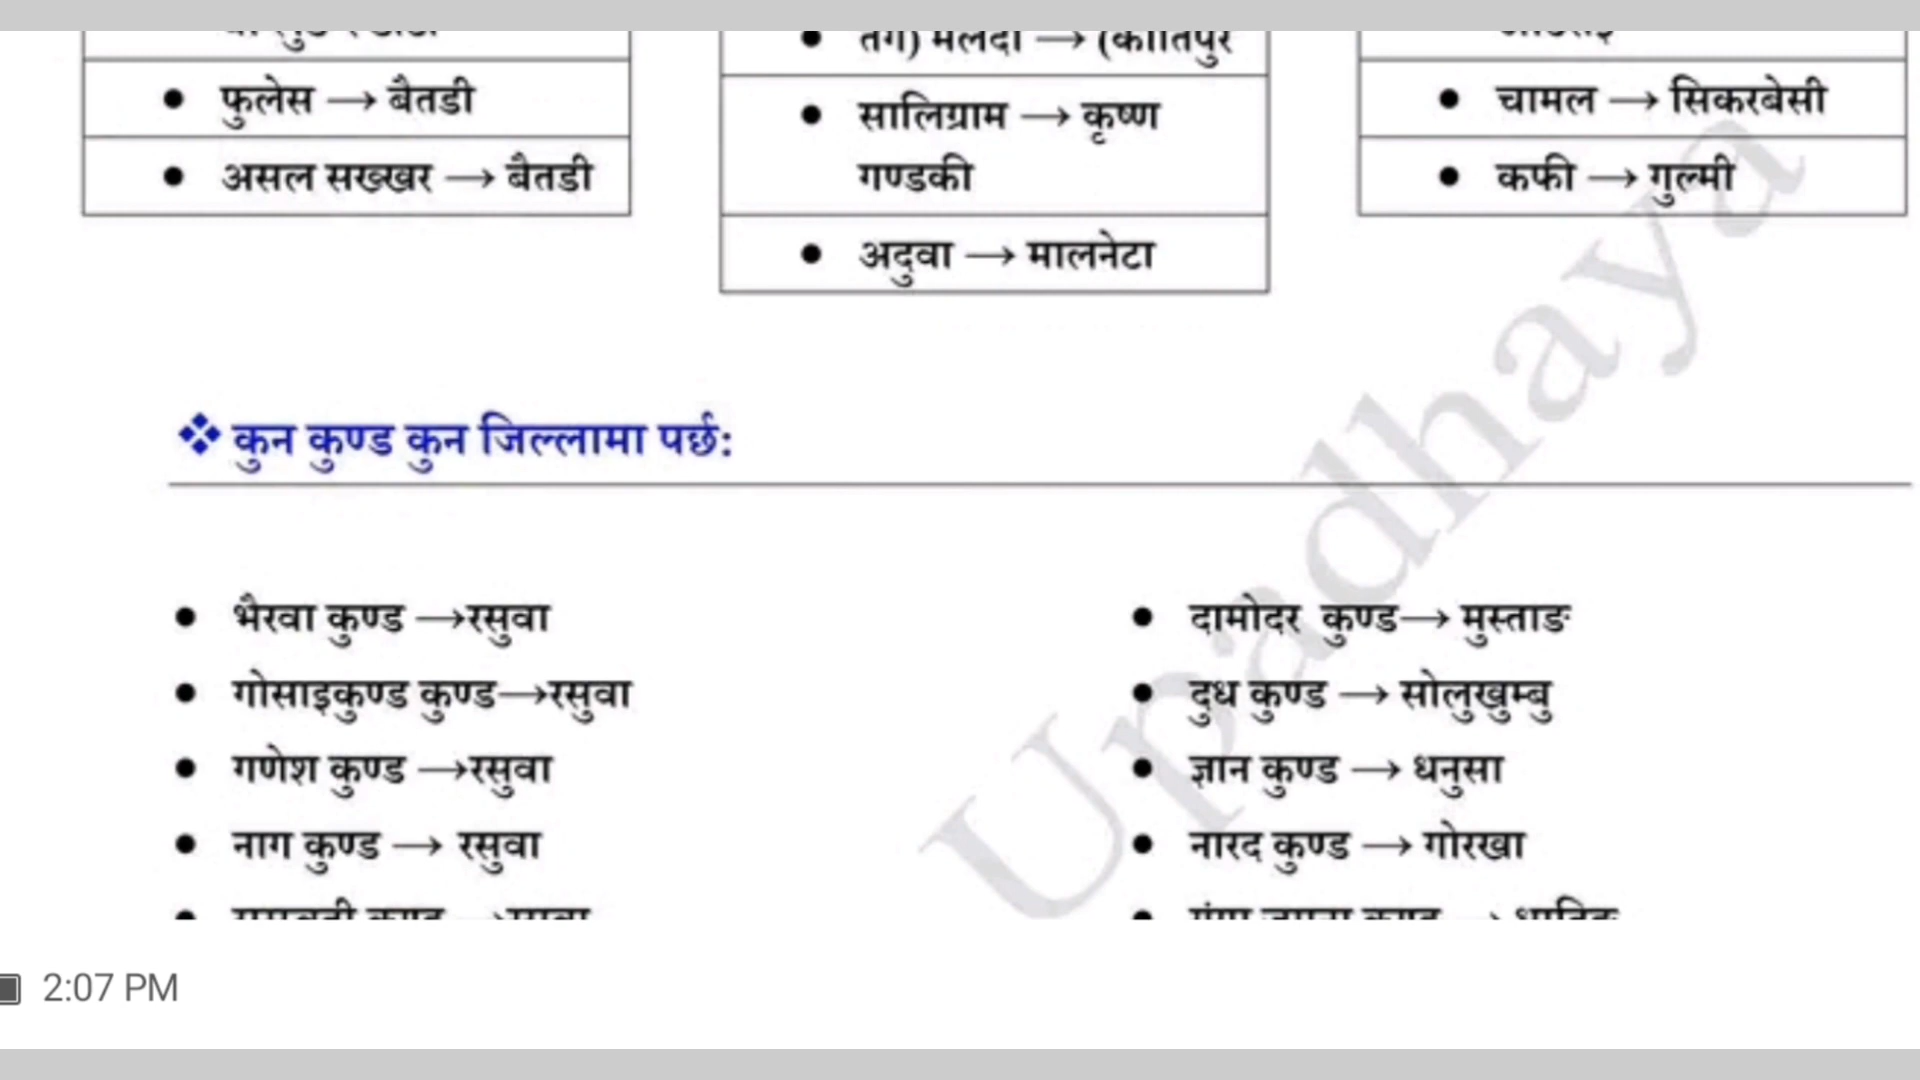 • फुलेस → बैतडी
• असल सख्खर → बैतडी
• सालिग्राम → कृष्ण
गण्डकी
• अदुवा → मालनेटा
• चामल → सिकरबेसी
• कफी → गुल्मी
❖ कुन कुण्ड कुन जिल्लामा पर्छ:
• भैरवा कुण्ड →रसुवा
• गोसाइकुण्ड कुण्ड→रसुवा
• गणेश कुण्ड →रसुवा
• नाग कुण्ड → रसुवा
• दामोदर कुण्ड→ मुस्ताङ
• दुध कुण्ड → सोलुखुम्बु
• ज्ञान कुण्ड → धनुसा
• नारद कुण्ड → गोरखा
Upadhaya
2:07 PM